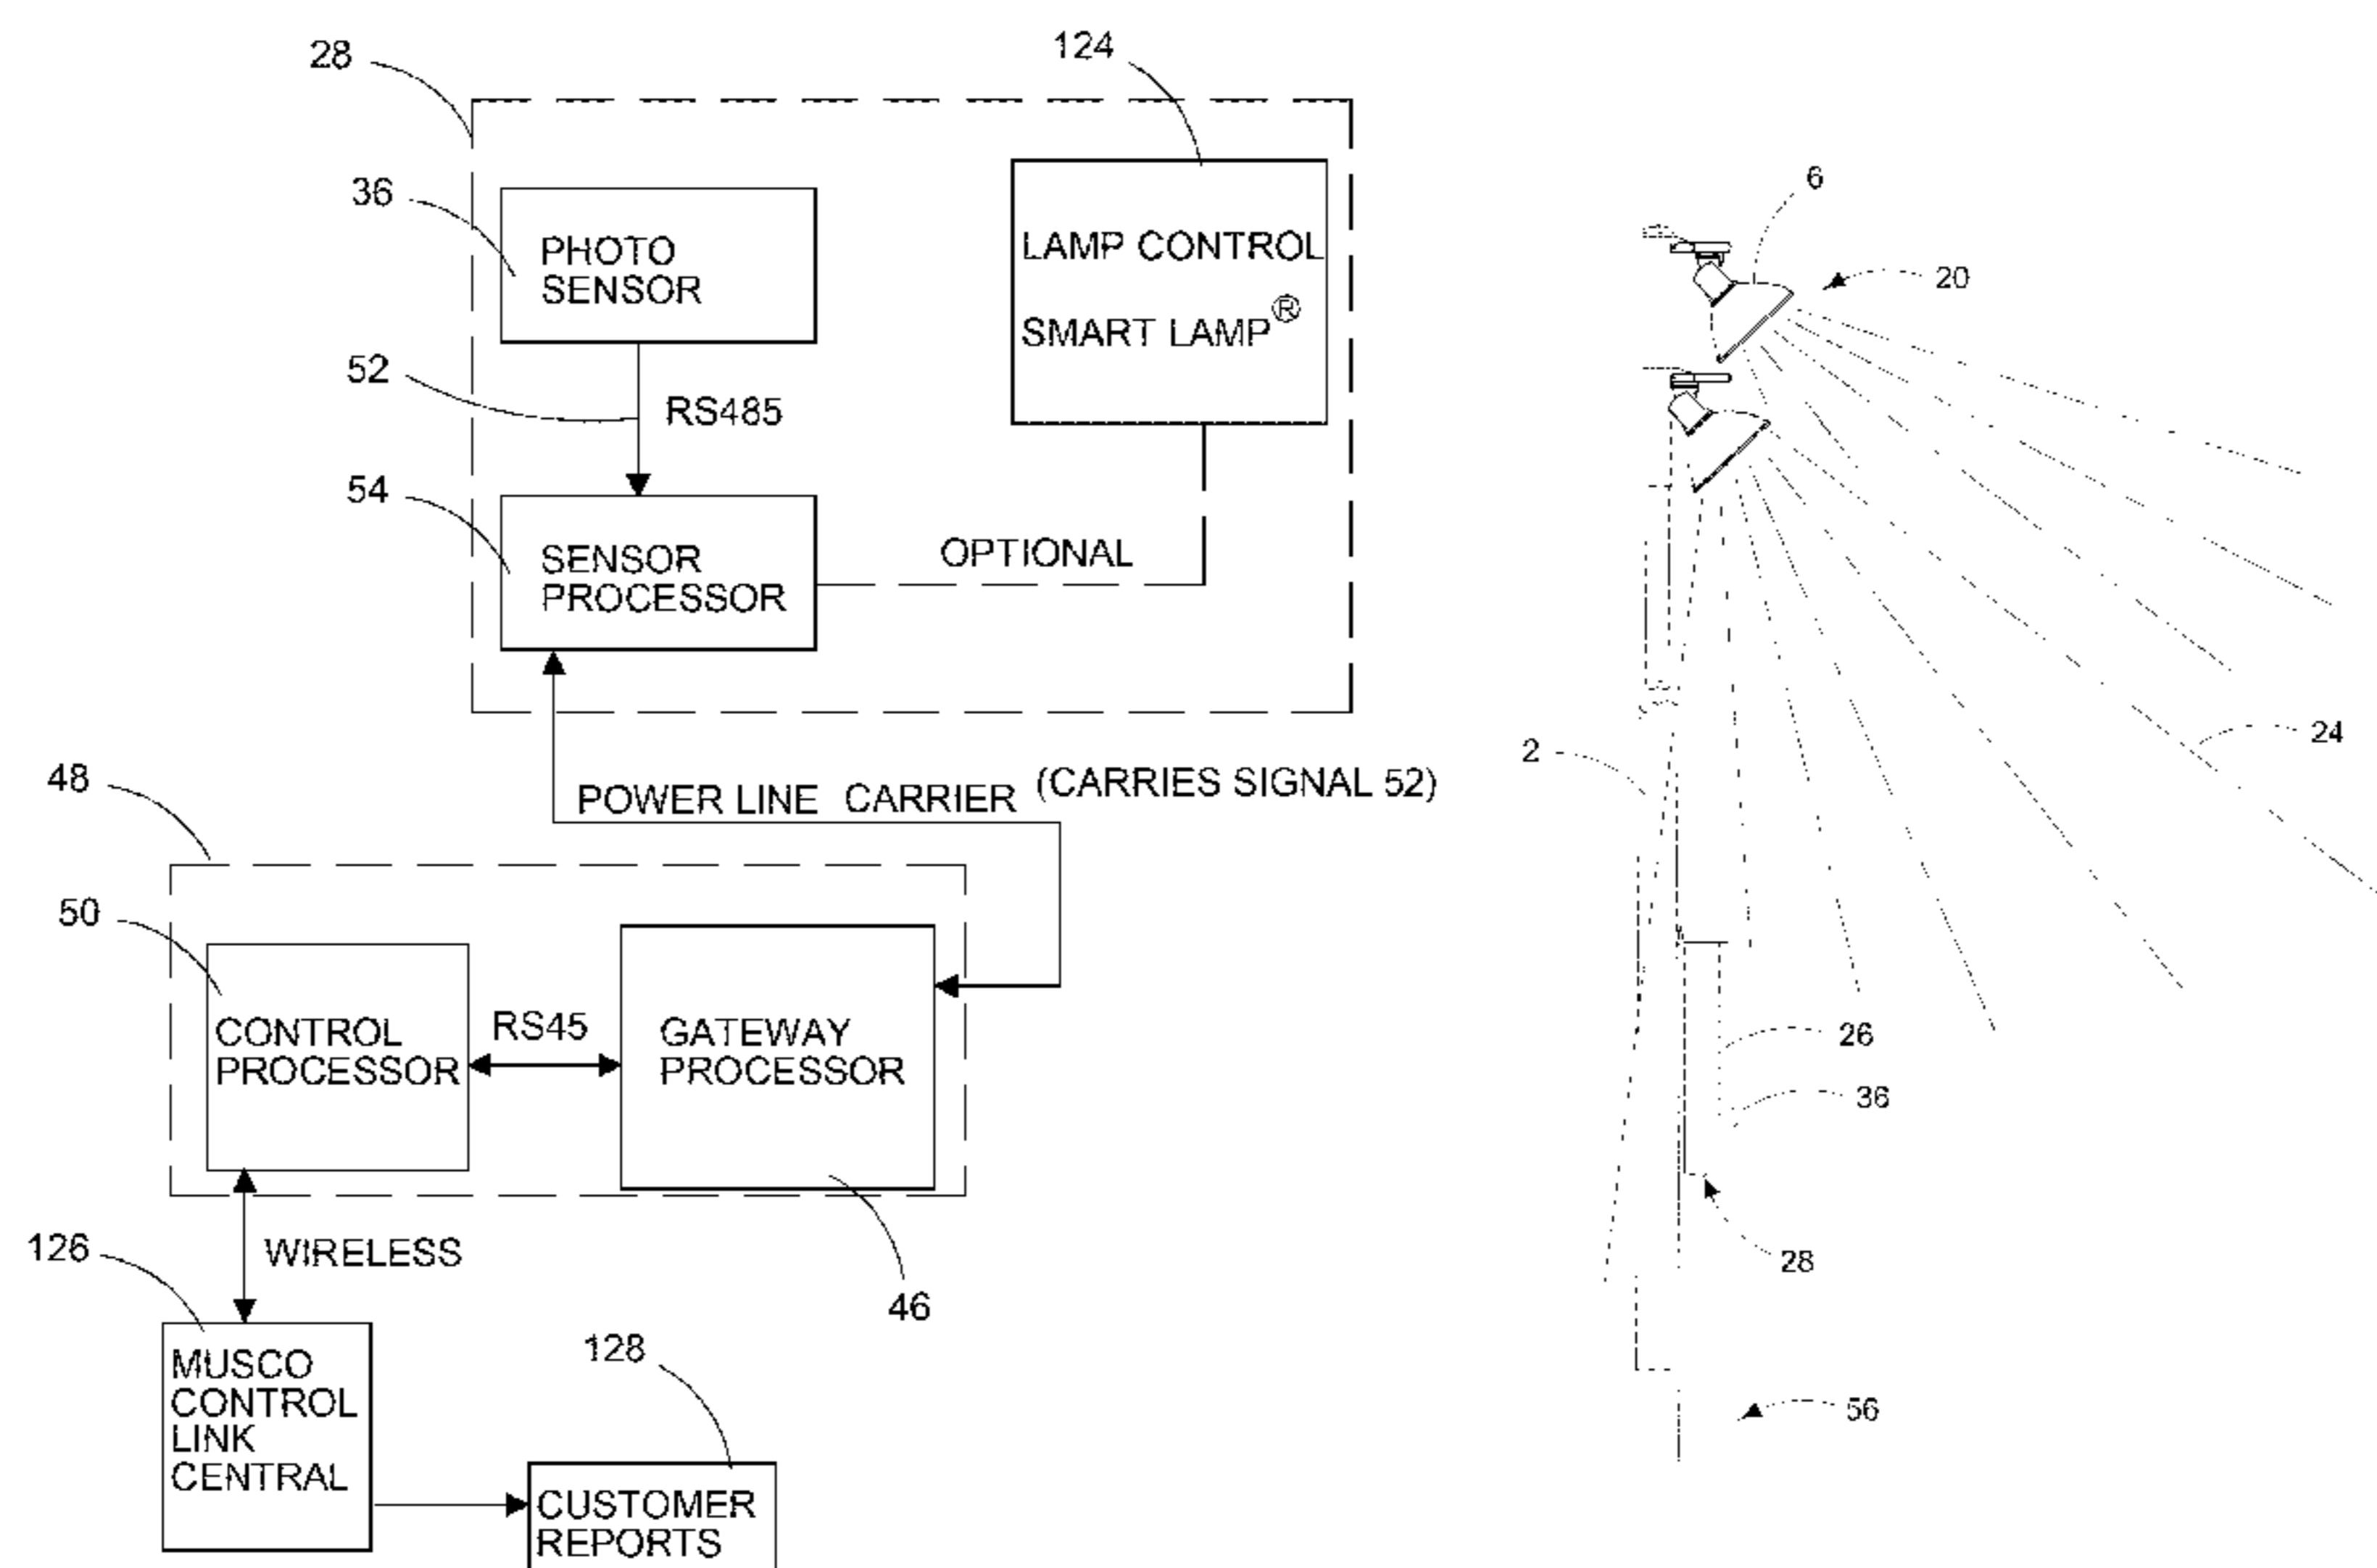 28
124
36
PHOTO
SENSOR
LAMP CONTROL
SMART LAMP®
52
RS485
54
SENSOR
PROCESSOR
OPTIONAL
POWER LINE CARRIER (CARRIES SIGNAL 52)
48
50
CONTROL
PROCESSOR
RS45
GATEWAY
PROCESSOR
46
126
WIRELESS
MUSCO
CONTROL
LINK
CENTRAL
128
CUSTOMER
REPORTS
6
20
2
24
26
36
28
56